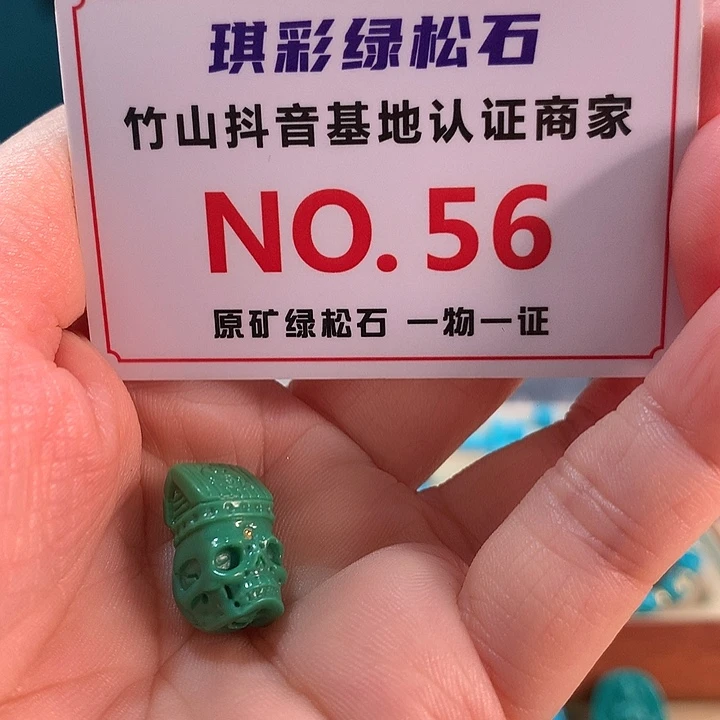 琪彩绿松石
竹山抖音基地认证商家
NO.56
原矿绿松石 一物一证